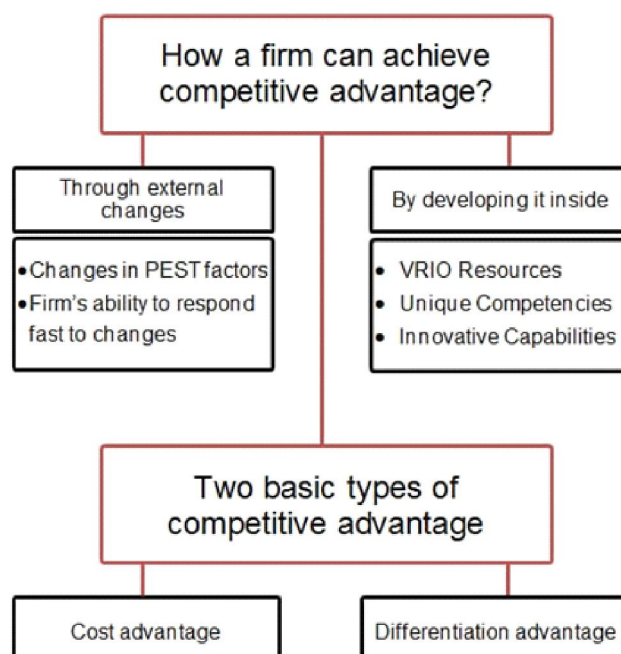 How a firm can achieve
competitive advantage?
Through external
changes
By developing it inside
•Changes in PEST factors
•Firm's ability to respond
fast to changes
• VRIO Resources
• Unique Competencies
• Innovative Capabilities
Two basic types of
competitive advantage
Cost advantage
Differentiation advantage